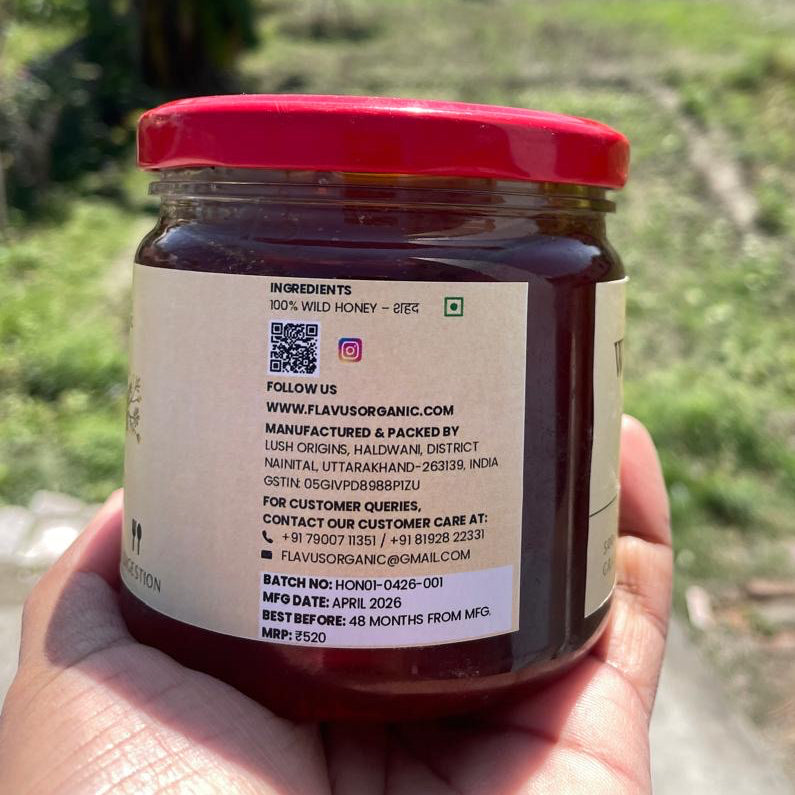 INGREDIENTS
100% WILD HONEY – शहद
FOLLOW US
WWW.FLAVUSORGANIC.COM
MANUFACTURED & PACKED BY
LUSH ORIGINS, HALDWANI, DISTRICT
NAINITAL, UTTARAKHAND-263139, INDIA
GSTIN: 05GIVPD8988P1ZU
FOR CUSTOMER QUERIES,
CONTACT OUR CUSTOMER CARE AT:
+91 79007 11351 / +91 81928 22331
FLAVUSORGANIC@GMAIL.COM
BATCH NO: HON01-0426-001
MFG DATE: APRIL 2026
BEST BEFORE: 48 MONTHS FROM MFG.
MRP: ₹520